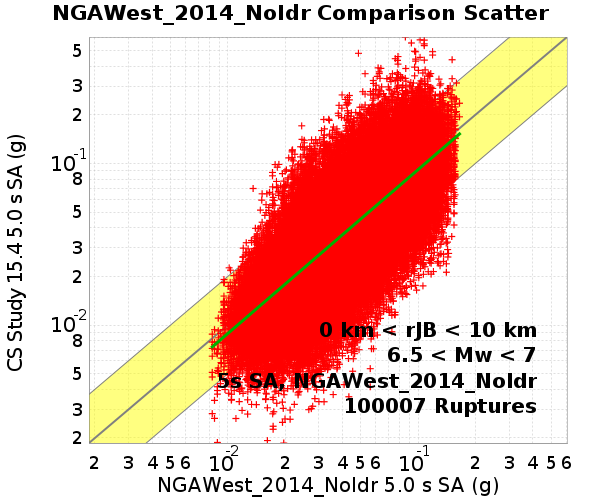 NGAWest_2014_NoIdr Comparison Scatter
CS Study 15.4 5.0 s SA (g)
5
3
2
10-1
8
5
3
2
10-2
8
5
3
2
0 km < rJB < 10 km
6.5 < Mw < 7
5s SA, NGAWest_2014_NoIdr
100007 Ruptures
2 3 4 5 6 10-2 2 3 4 5 6 10-1 2 3 4 5 6
NGAWest_2014_NoIdr 5.0 s SA (g)